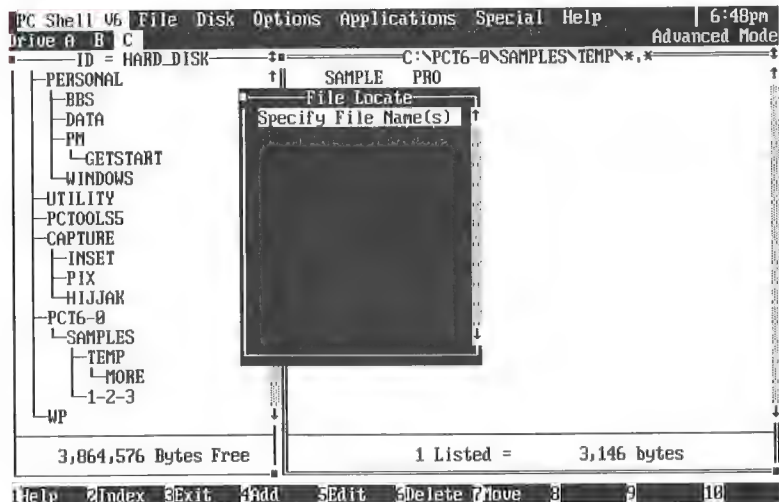 PC Shell V6 File Disk Options Applications Special Help 6:48pm
Drive A B C Advanced Mode
ID = HARD_DISK
PERSONAL
BBS
DATA
PM
GETSTART
WINDOWS
UTILITY
PCTOOLS5
CAPTURE
INSET
PIX
HIJJAK
PCT6-0
SAMPLES
TEMP
MORE
1-2-3
WP
3,864,576 Bytes Free
C:\PCT6-0\SAMPLES\TEMP\*.*
SAMPLE PRO
File Locate
Specify File Name(s)
1 Listed = 3,146 bytes
1Help 2Index 3Exit 4Add 5Edit 6Delete 7Move 8 9 10